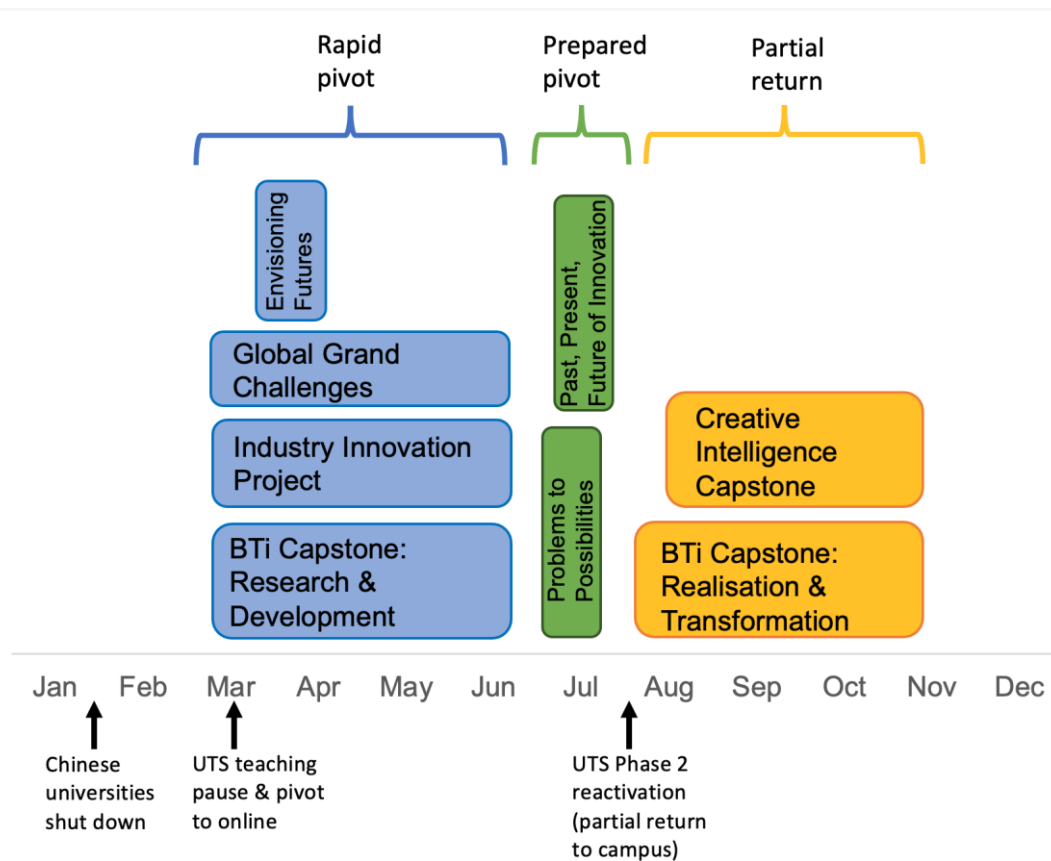 Rapid
pivot
Prepared
pivot
Partial
return
Envisioning
Futures
Global Grand
Challenges
Industry Innovation
Project
BTi Capstone:
Research &
Development
Past, Present,
Future of Innovation
Problems to
Possibilities
Creative
Intelligence
Capstone
BTi Capstone:
Realisation &
Transformation
Jan Feb Mar Apr May Jun Jul Aug Sep Oct Nov Dec
Chinese
universities
shut down
UTS teaching
pause & pivot
to online
UTS Phase 2
reactivation
(partial return
to campus)